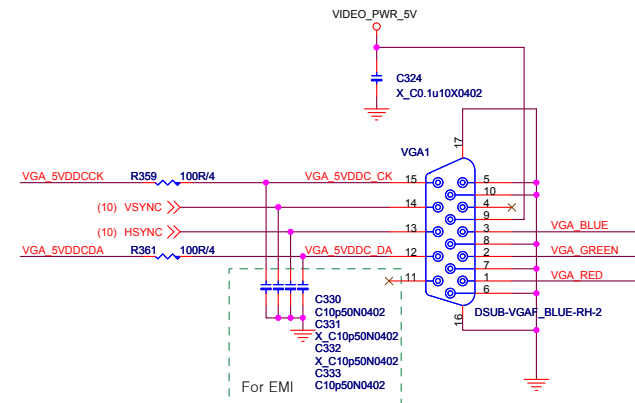 VIDEO_PWR_5V
C324
X_C0.1u10X0402
17
VGA1
VGA_5VDDCCK R359 100R/4 VGA_5VDDC_CK 15 5
10
(10) VSYNC 14 4
9
(10) HSYNC 13 3 VGA_BLUE
8
VGA_5VDDCDA R361 100R/4 VGA_5VDDC_DA 12 2 VGA_GREEN
7
11 1 VGA_RED
6
C330
C10p50N0402
C331
X_C10p50N0402
C332
X_C10p50N0402
C333
C10p50N0402
16
DSUB-VGAF_BLUE-RH-2
For EMI